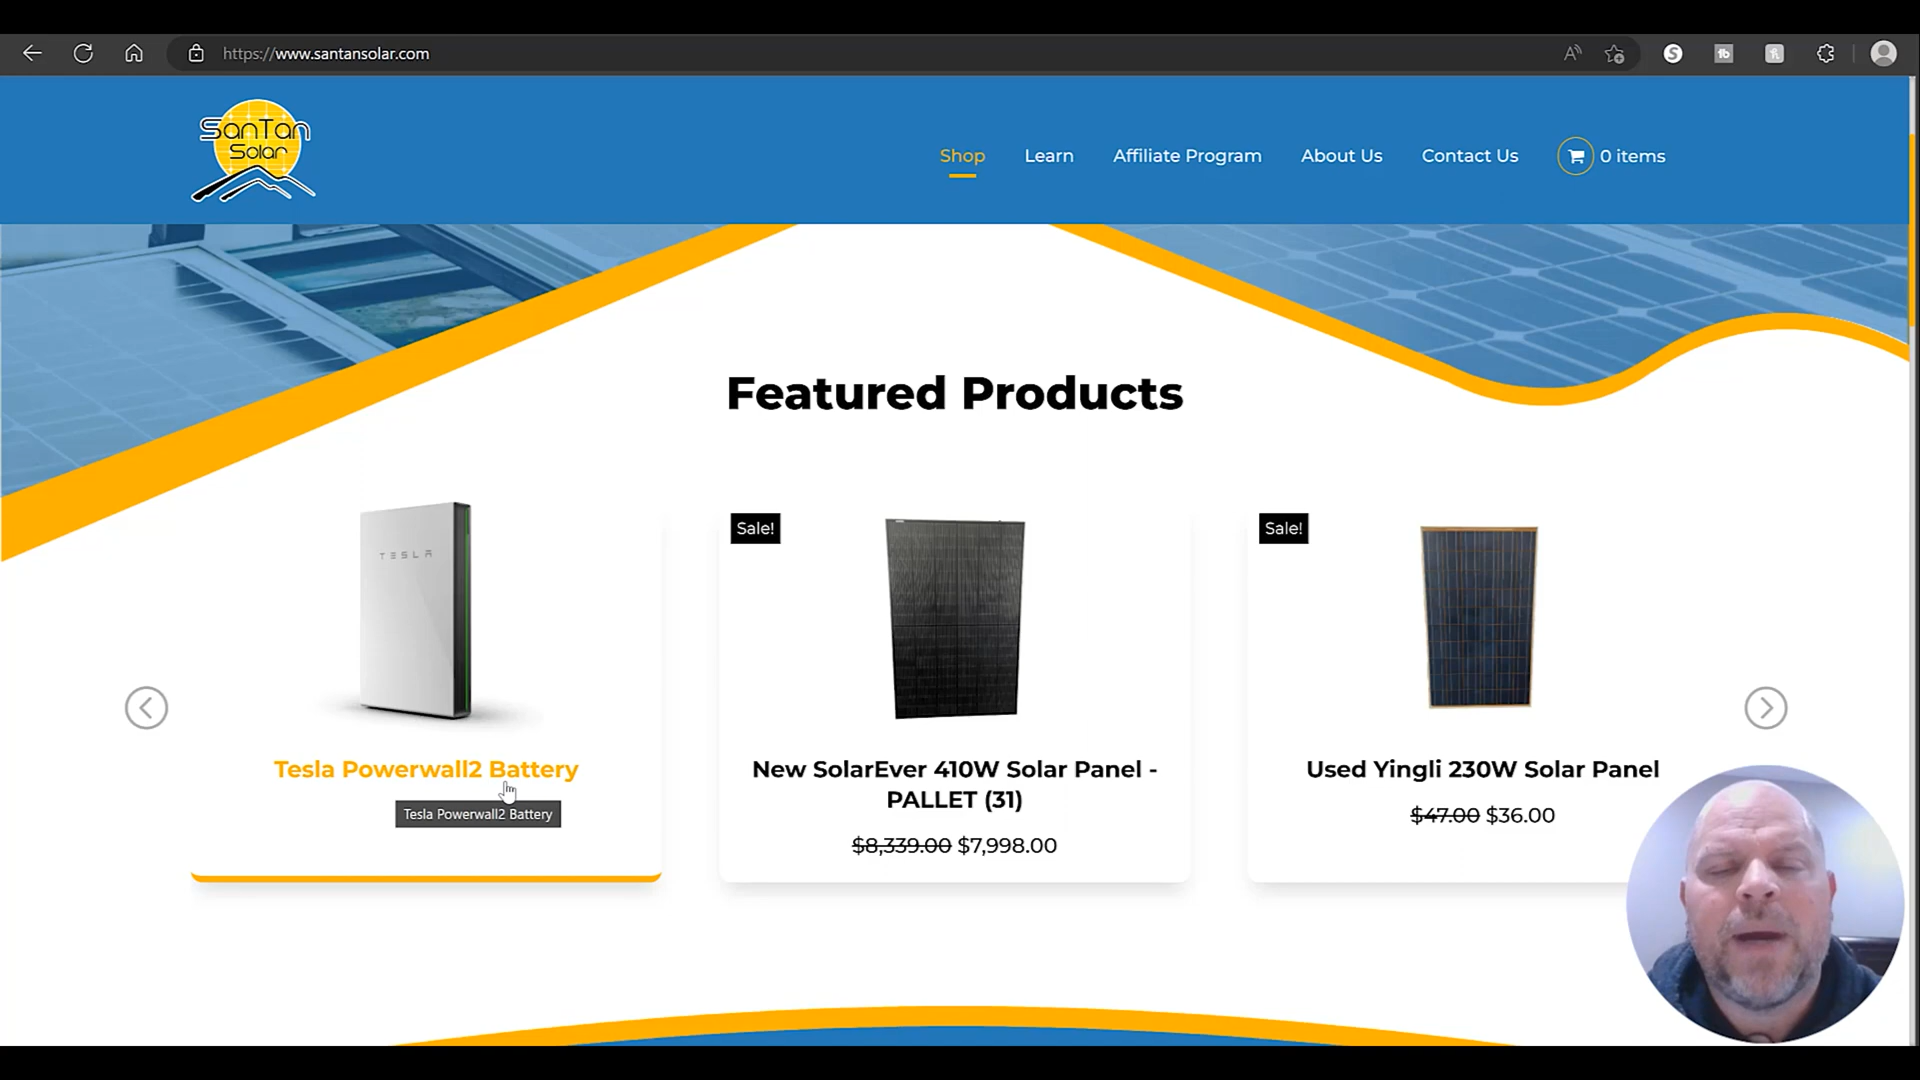 https://www.santansolar.com
SanTan
Solar
Shop
Learn
Affiliate Program
About Us
Contact Us
0 items
Featured Products
TESLA
Tesla Powerwall2 Battery
Tesla Powerwall2 Battery
Sale!
New SolarEver 410W Solar Panel -
PALLET (31)
$8,339.00 $7,998.00
Sale!
Used Yingli 230W Solar Panel
$47.00 $36.00